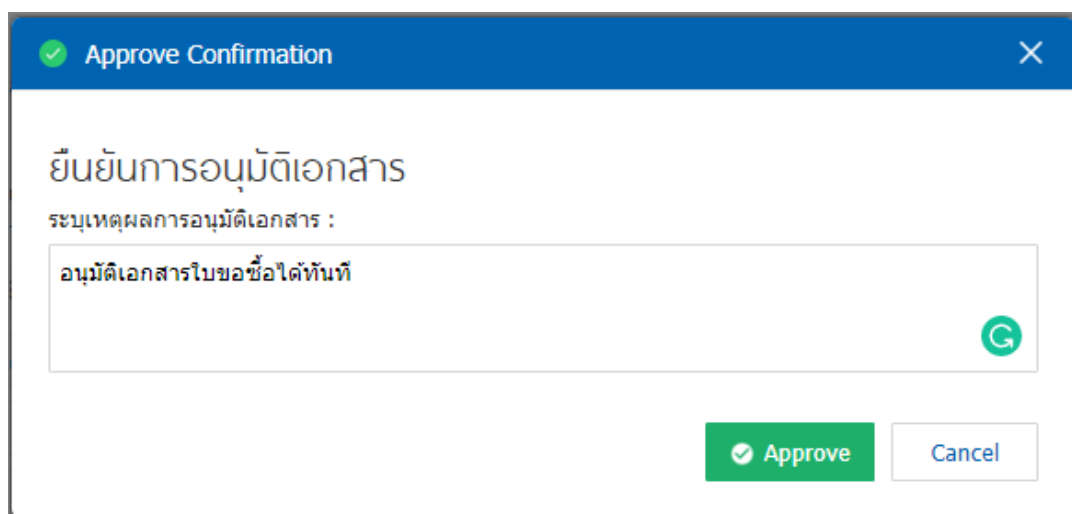 Approve Confirmation
ยืนยันการอนุมัติเอกสาร
ระบุเหตุผลการอนุมัติเอกสาร :
อนุมัติเอกสารใบขอซื้อได้ทันที
Approve Cancel